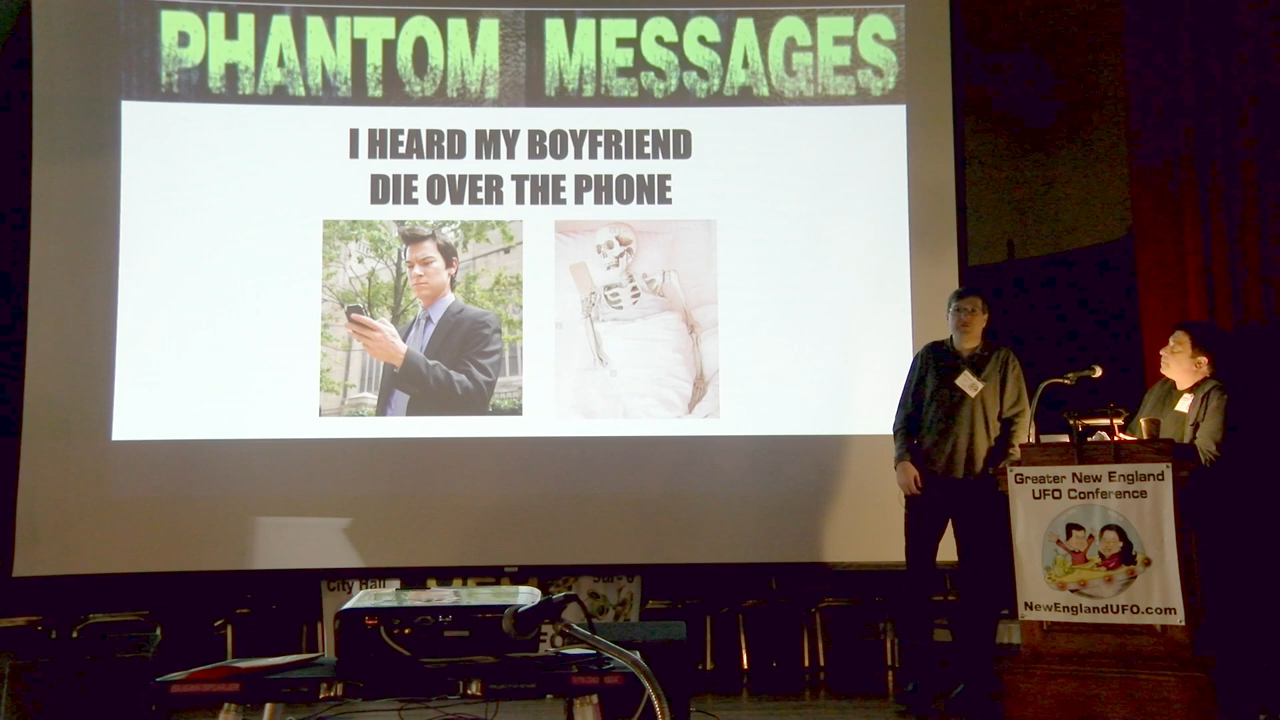 PHANTOM MESSAGES
I HEARD MY BOYFRIEND
DIE OVER THE PHONE
Greater New England
UFO Conference
NewEnglandUFO.com
City Hall